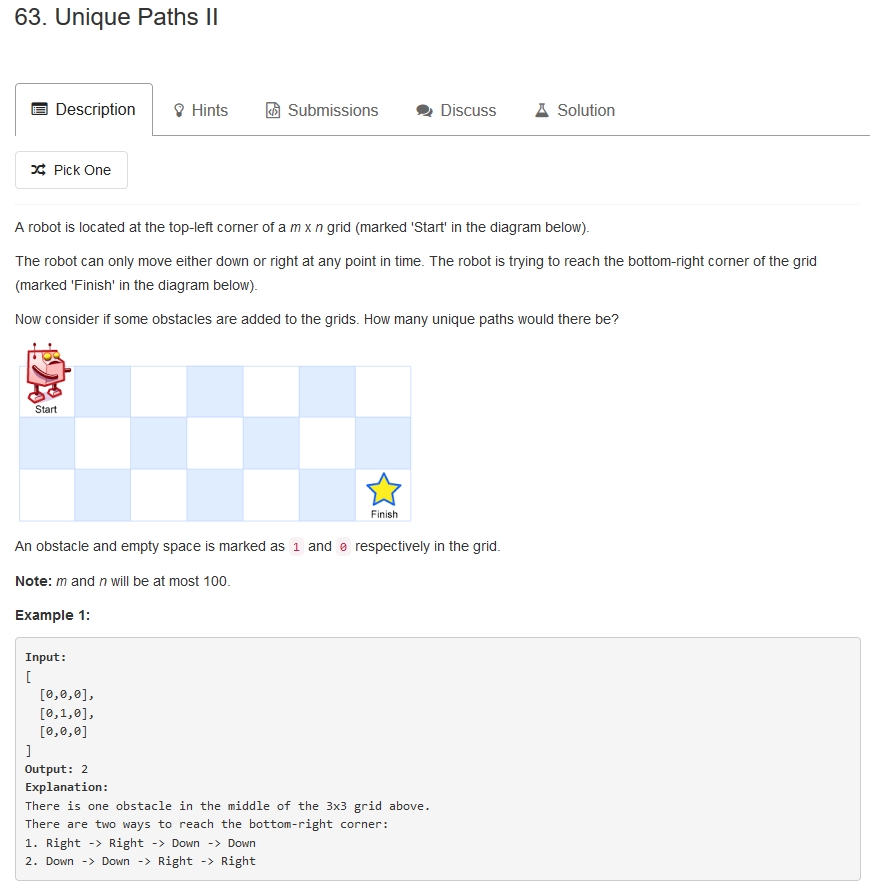 63. Unique Paths II
Description Hints Submissions Discuss Solution
Pick One
A robot is located at the top-left corner of a m x n grid (marked 'Start' in the diagram below).
The robot can only move either down or right at any point in time. The robot is trying to reach the bottom-right corner of the grid
(marked 'Finish' in the diagram below).
Now consider if some obstacles are added to the grids. How many unique paths would there be?
Start
Finish
An obstacle and empty space is marked as 1 and 0 respectively in the grid.
Note: m and n will be at most 100.
Example 1:
Input:
[
  [0,0,0],
  [0,1,0],
  [0,0,0]
]
Output: 2
Explanation:
There is one obstacle in the middle of the 3x3 grid above.
There are two ways to reach the bottom-right corner:
1. Right -> Right -> Down -> Down
2. Down -> Down -> Right -> Right